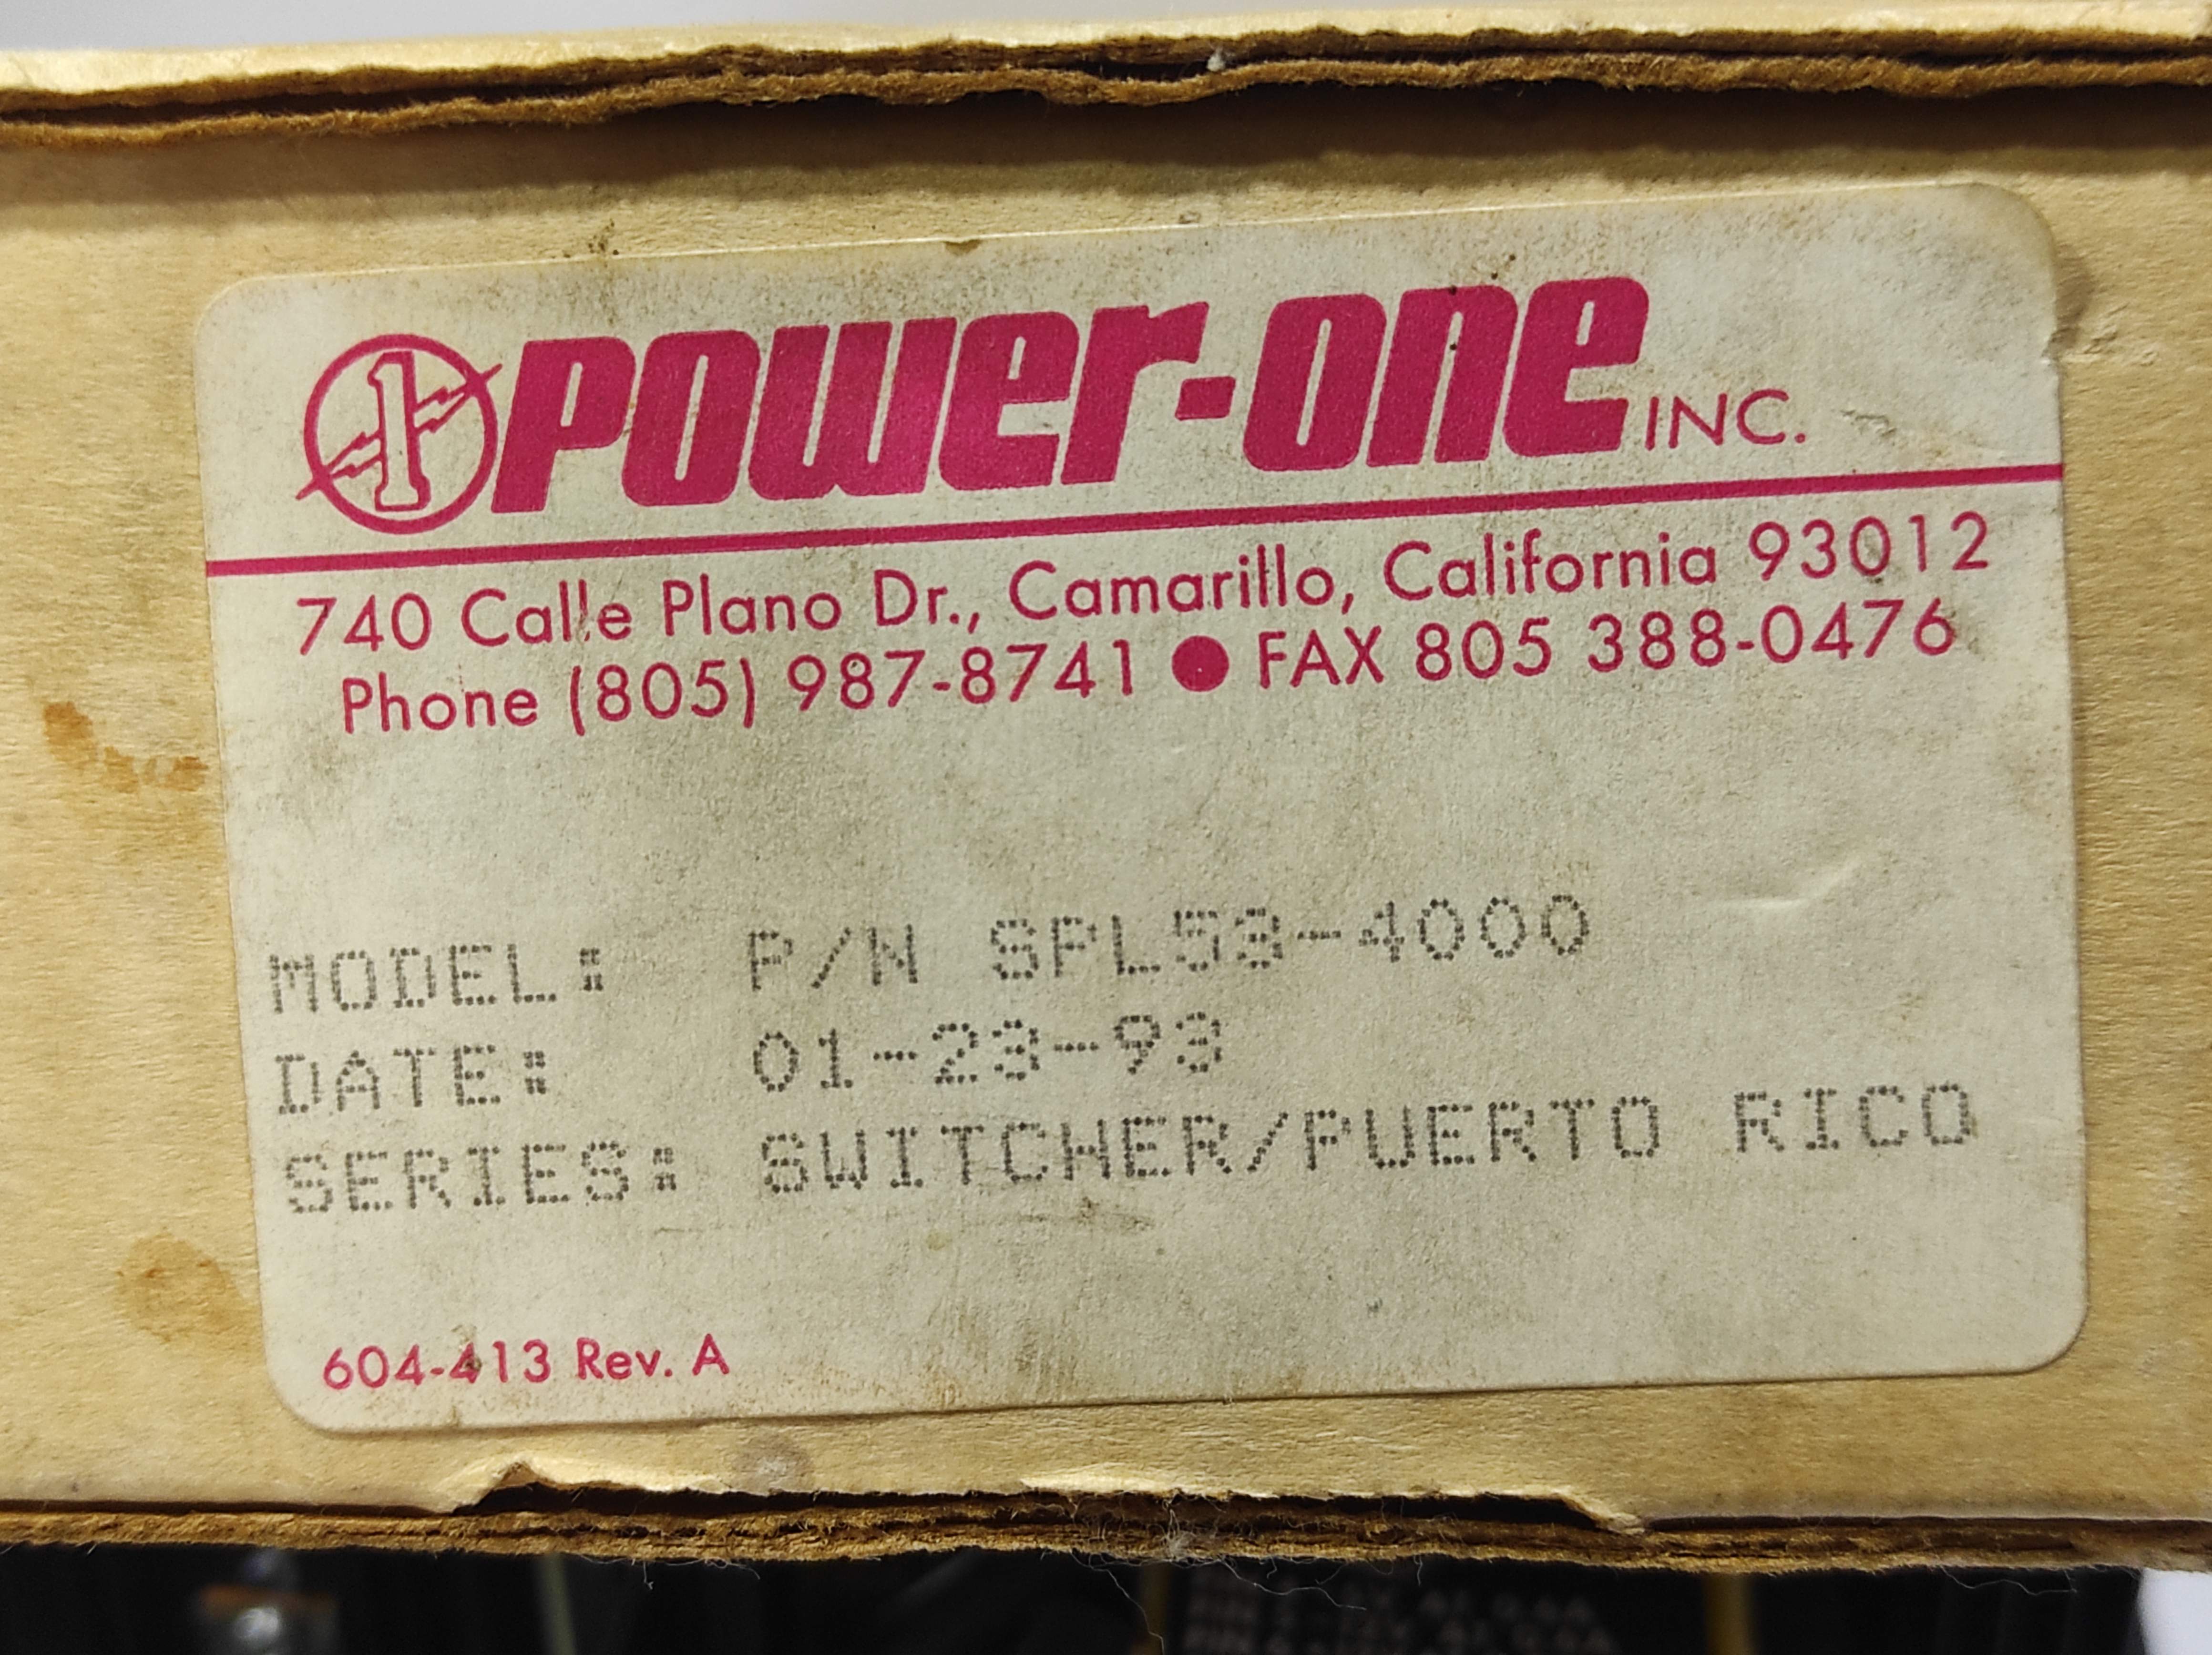 1 POWER-ONE INC.
740 Calle Plano Dr., Camarillo, California 93012
Phone (805) 987-8741 ● FAX 805 388-0476
MODEL: P/N SPL53-4000
DATE: 01-23-93
SERIES: SWITCHER/PUERTO RICO
604-413 Rev. A